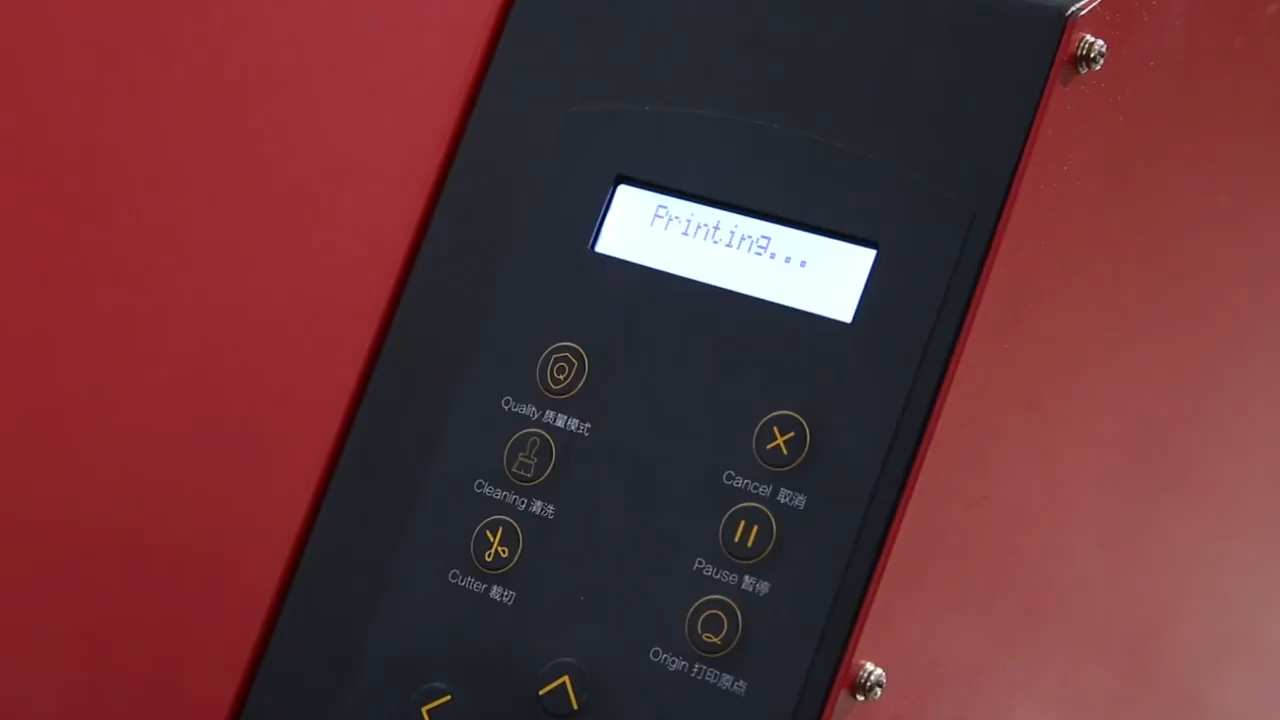 Printing...
Quality 质量模式
Cleaning 清洗
Cutter 裁切
Cancel 取消
Pause 暂停
Origin 打印原点